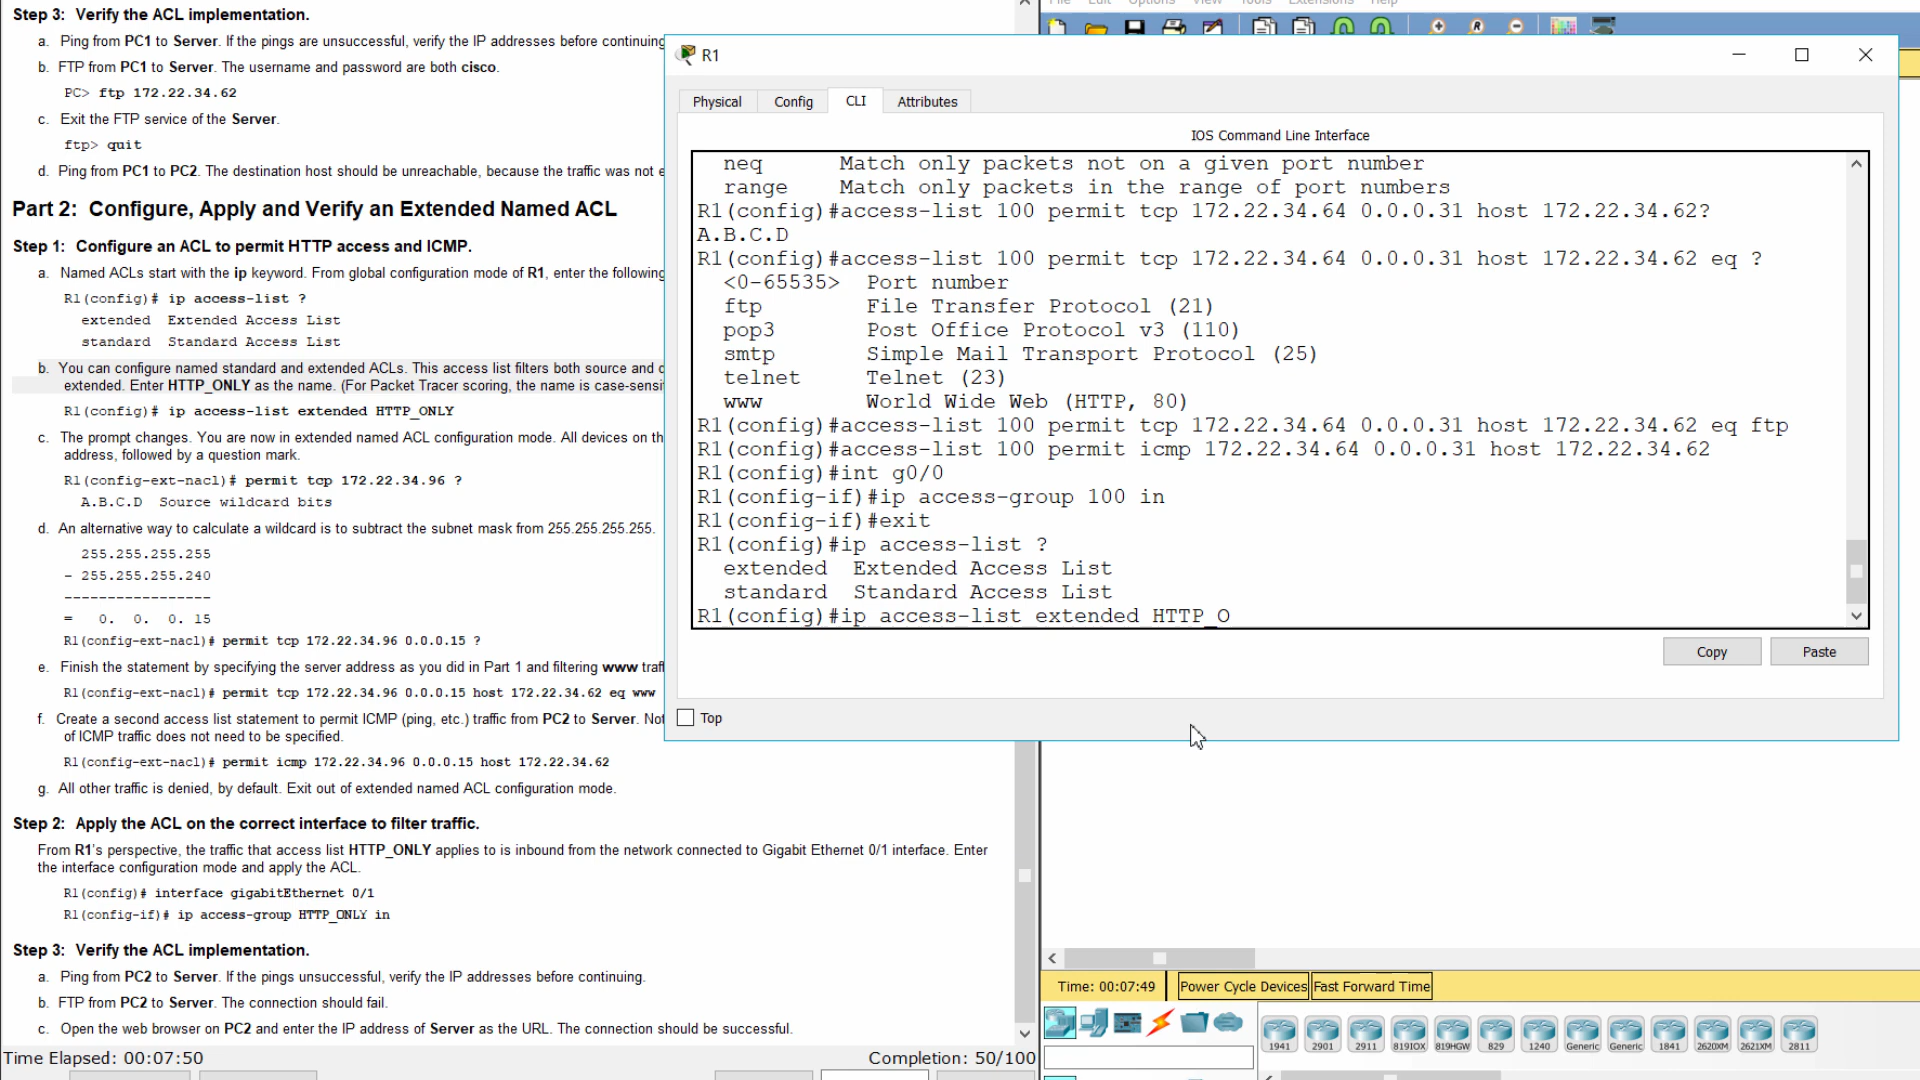 Step 3: Verify the ACL implementation.
a. Ping from PC1 to Server. If the pings are unsuccessful, verify the IP addresses before continuing
b. FTP from PC1 to Server. The username and password are both cisco.
PC> ftp 172.22.34.62
c. Exit the FTP service of the Server.
ftp> quit
d. Ping from PC1 to PC2. The destination host should be unreachable, because the traffic was not e
Part 2: Configure, Apply and Verify an Extended Named ACL
Step 1: Configure an ACL to permit HTTP access and ICMP.
a. Named ACLs start with the ip keyword. From global configuration mode of R1, enter the following
R1(config)# ip access-list ?
extended Extended Access List
standard Standard Access List
b. You can configure named standard and extended ACLs. This access list filters both source and d
extended. Enter HTTP_ONLY as the name. (For Packet Tracer scoring, the name is case-sensit
R1(config)# ip access-list extended HTTP_ONLY
c. The prompt changes. You are now in extended named ACL configuration mode. All devices on th
address, followed by a question mark.
R1(config-ext-nacl)# permit tcp 172.22.34.96 ?
A.B.C.D Source wildcard bits
d. An alternative way to calculate a wildcard is to subtract the subnet mask from 255.255.255.255.
255.255.255.255
- 255.255.255.240
-----------------
= 0. 0. 0. 15
R1(config-ext-nacl)# permit tcp 172.22.34.96 0.0.0.15 ?
e. Finish the statement by specifying the server address as you did in Part 1 and filtering www traff
R1(config-ext-nacl)# permit tcp 172.22.34.96 0.0.0.15 host 172.22.34.62 eq www
f. Create a second access list statement to permit ICMP (ping, etc.) traffic from PC2 to Server. Not
of ICMP traffic does not need to be specified.
R1(config-ext-nacl)# permit icmp 172.22.34.96 0.0.0.15 host 172.22.34.62
g. All other traffic is denied, by default. Exit out of extended named ACL configuration mode.
Step 2: Apply the ACL on the correct interface to filter traffic.
From R1's perspective, the traffic that access list HTTP_ONLY applies to is inbound from the network connected to Gigabit Ethernet 0/1 interface. Enter
the interface configuration mode and apply the ACL.
R1(config)# interface gigabitEthernet 0/1
R1(config-if)# ip access-group HTTP_ONLY in
Step 3: Verify the ACL implementation.
a. Ping from PC2 to Server. If the pings unsuccessful, verify the IP addresses before continuing.
b. FTP from PC2 to Server. The connection should fail.
c. Open the web browser on PC2 and enter the IP address of Server as the URL. The connection should be successful.
Time Elapsed: 00:07:50
Completion: 50/100
File Edit Options View Tools Extensions Help
R1
Physical Config CLI Attributes
IOS Command Line Interface
neq Match only packets not on a given port number
range Match only packets in the range of port numbers
R1(config)#access-list 100 permit tcp 172.22.34.64 0.0.0.31 host 172.22.34.62?
A.B.C.D
R1(config)#access-list 100 permit tcp 172.22.34.64 0.0.0.31 host 172.22.34.62 eq ?
<0-65535> Port number
ftp File Transfer Protocol (21)
pop3 Post Office Protocol v3 (110)
smtp Simple Mail Transport Protocol (25)
telnet Telnet (23)
www World Wide Web (HTTP, 80)
R1(config)#access-list 100 permit tcp 172.22.34.64 0.0.0.31 host 172.22.34.62 eq ftp
R1(config)#access-list 100 permit icmp 172.22.34.64 0.0.0.31 host 172.22.34.62
R1(config)#int g0/0
R1(config-if)#ip access-group 100 in
R1(config-if)#exit
R1(config)#ip access-list ?
extended Extended Access List
standard Standard Access List
R1(config)#ip access-list extended HTTP_O
Copy Paste
Top
Time: 00:07:49 Power Cycle Devices Fast Forward Time
1941 2901 2911 819IOX 819HGW 829 1240 Generic Generic 1841 2620XM 2621XM 2811